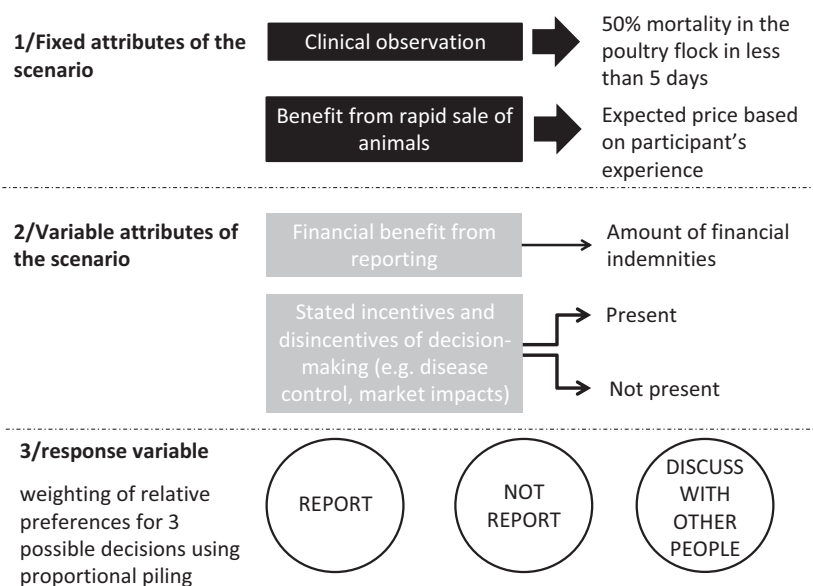 1/Fixed attributes of the
scenario
Clinical observation
50% mortality in the
poultry flock in less
than 5 days
Benefit from rapid sale of
animals
Expected price based
on participant’s
experience
2/Variable attributes of
the scenario
Financial benefit from
reporting
Amount of financial
indemnities
Stated incentives and
disincentives of decision-
making (e.g. disease
control, market impacts)
Present
Not present
3/response variable
weighting of relative
preferences for 3
possible decisions using
proportional piling
REPORT
NOT
REPORT
DISCUSS
WITH
OTHER
PEOPLE